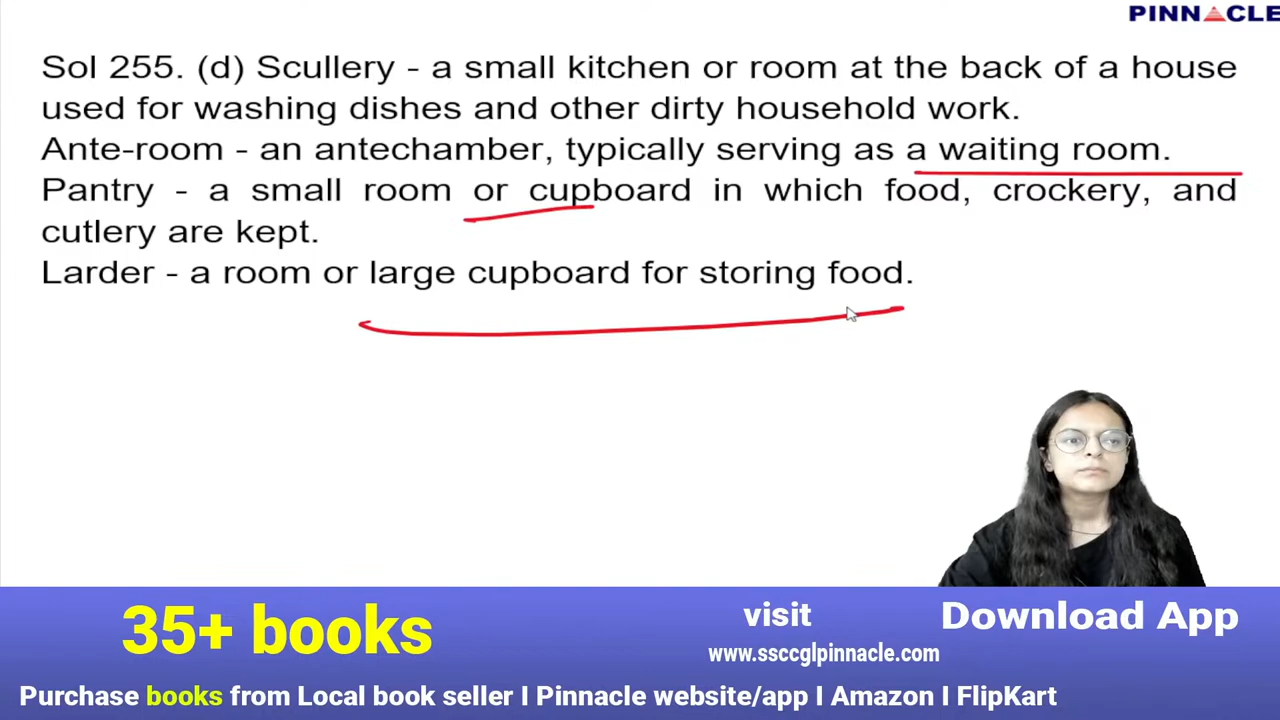 PINNACLE
Sol 255. (d) Scullery - a small kitchen or room at the back of a house
used for washing dishes and other dirty household work.
Ante-room - an antechamber, typically serving as a waiting room.
Pantry - a small room or cupboard in which food, crockery, and
cutlery are kept.
Larder - a room or large cupboard for storing food.
35+ books
visit
www.ssccglpinnacle.com
Download App
Purchase books from Local book seller I Pinnacle website/app I Amazon I FlipKart